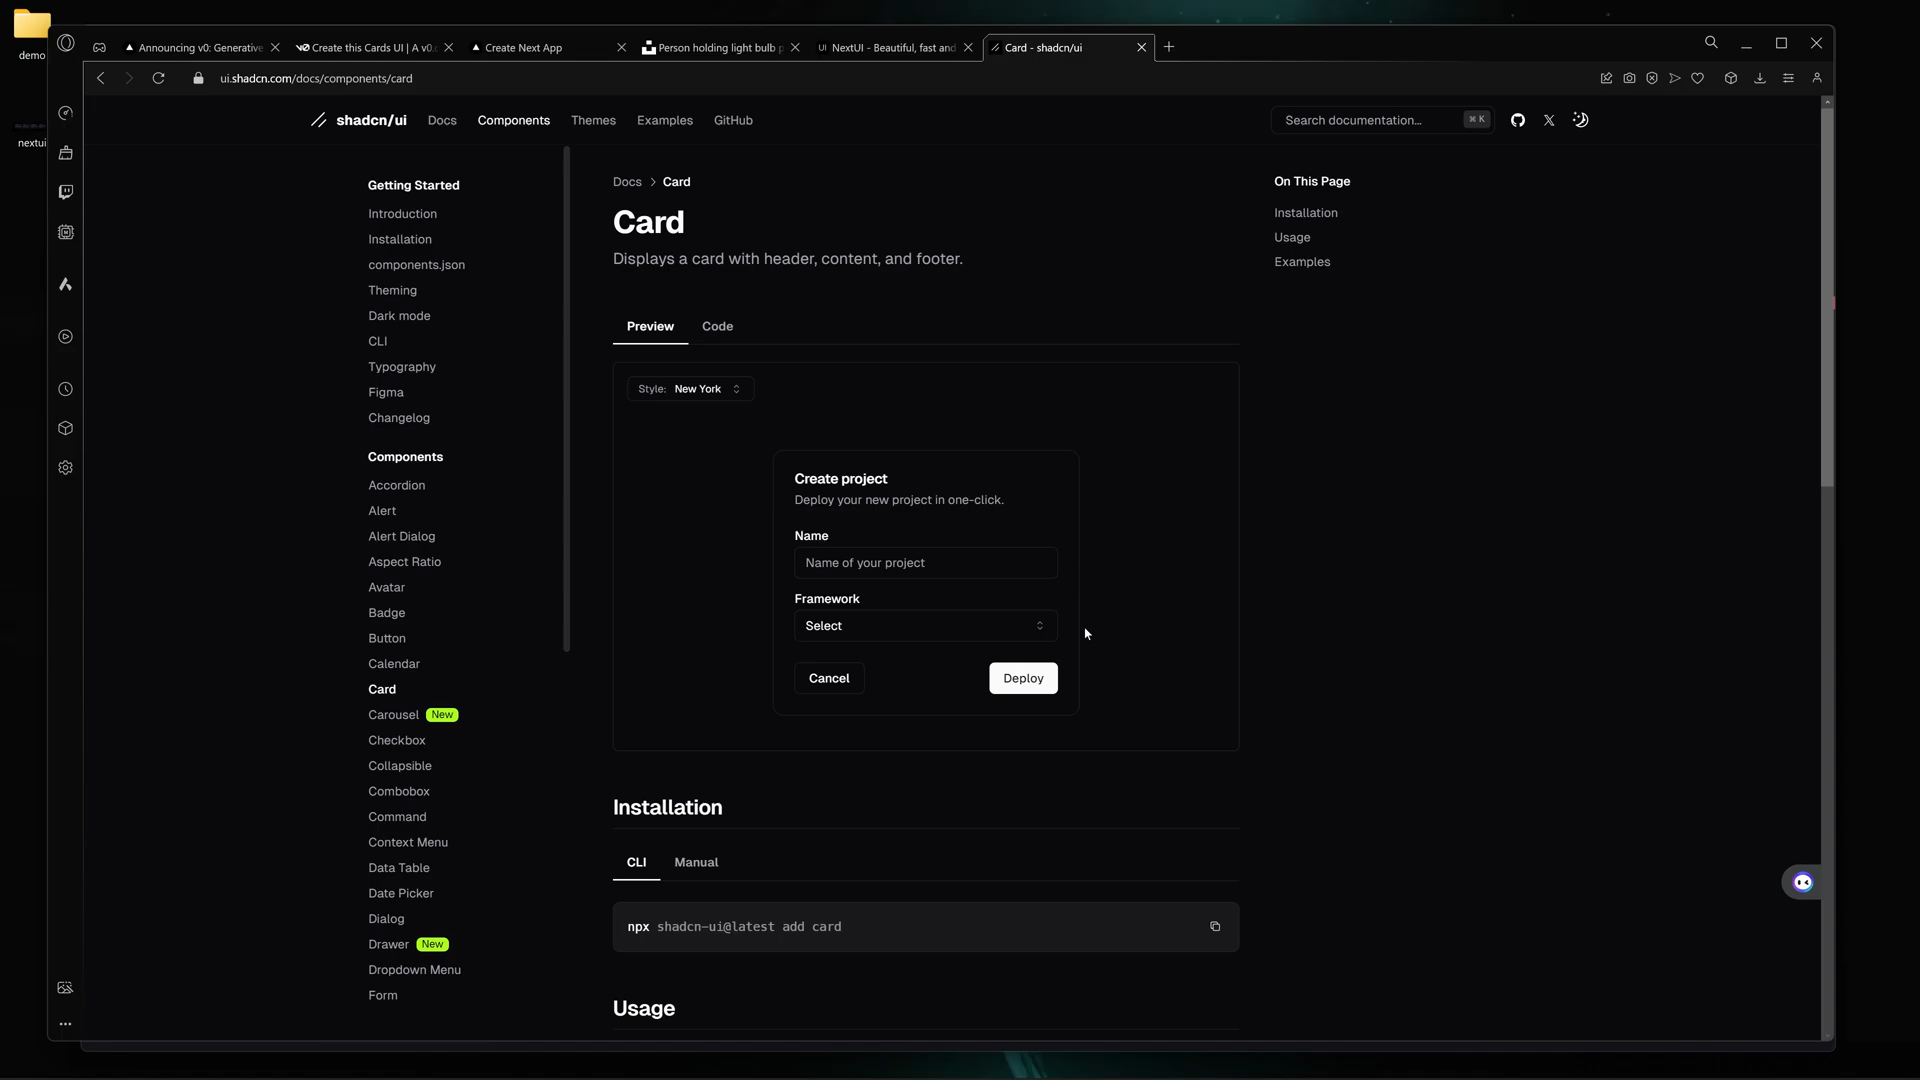 demo
nextui
Announcing v0: Generative
v0 Create this Cards UI | A v0.
Create Next App
Person holding light bulb p
UI NextUI - Beautiful, fast and
Card - shadcn/ui
ui.shadcn.com/docs/components/card
shadcn/ui
Docs
Components
Themes
Examples
GitHub
Search documentation...
⌘ K
Getting Started
Introduction
Installation
components.json
Theming
Dark mode
CLI
Typography
Figma
Changelog
Components
Accordion
Alert
Alert Dialog
Aspect Ratio
Avatar
Badge
Button
Calendar
Card
Carousel New
Checkbox
Collapsible
Combobox
Command
Context Menu
Data Table
Date Picker
Dialog
Drawer New
Dropdown Menu
Form
Docs > Card
Card
Displays a card with header, content, and footer.
Preview
Code
Style: New York
Create project
Deploy your new project in one-click.
Name
Name of your project
Framework
Select
Cancel
Deploy
Installation
CLI
Manual
npx shadcn-ui@latest add card
Usage
On This Page
Installation
Usage
Examples